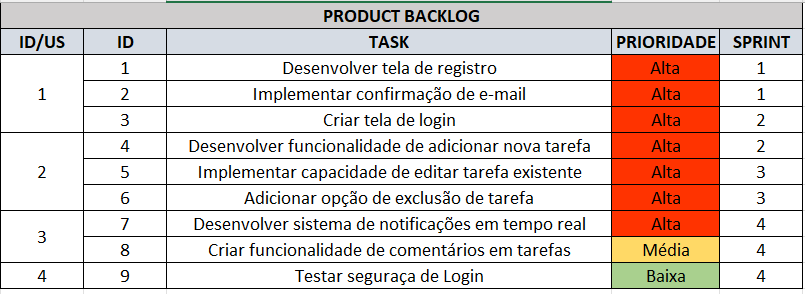 PRODUCT BACKLOG
ID/US ID TASK PRIORIDADE SPRINT
1 1 Desenvolver tela de registro Alta 1
2 Implementar confirmação de e-mail Alta 1
3 Criar tela de login Alta 2
2 4 Desenvolver funcionalidade de adicionar nova tarefa Alta 2
5 Implementar capacidade de editar tarefa existente Alta 3
6 Adicionar opção de exclusão de tarefa Alta 3
3 7 Desenvolver sistema de notificações em tempo real Alta 4
8 Criar funcionalidade de comentários em tarefas Média 4
4 9 Testar seguraça de Login Baixa 4